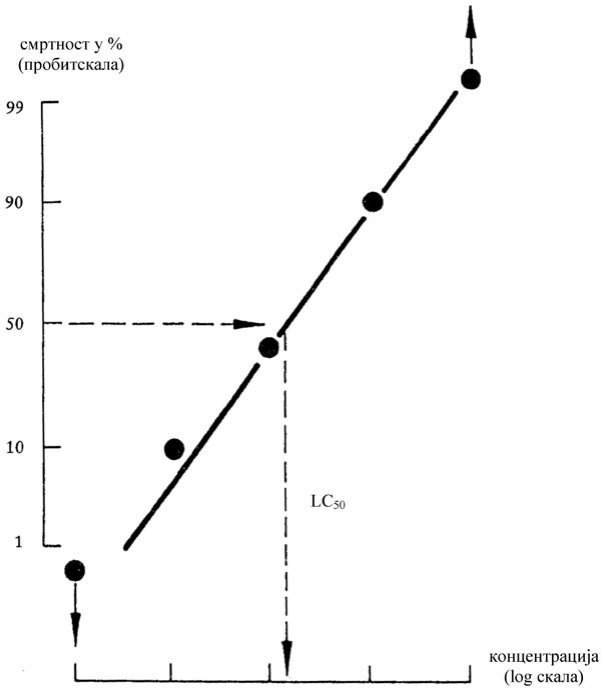 смртност у %
(пробитскала)
99
90
50
10
1
LC₅₀
концентрација
(log скала)